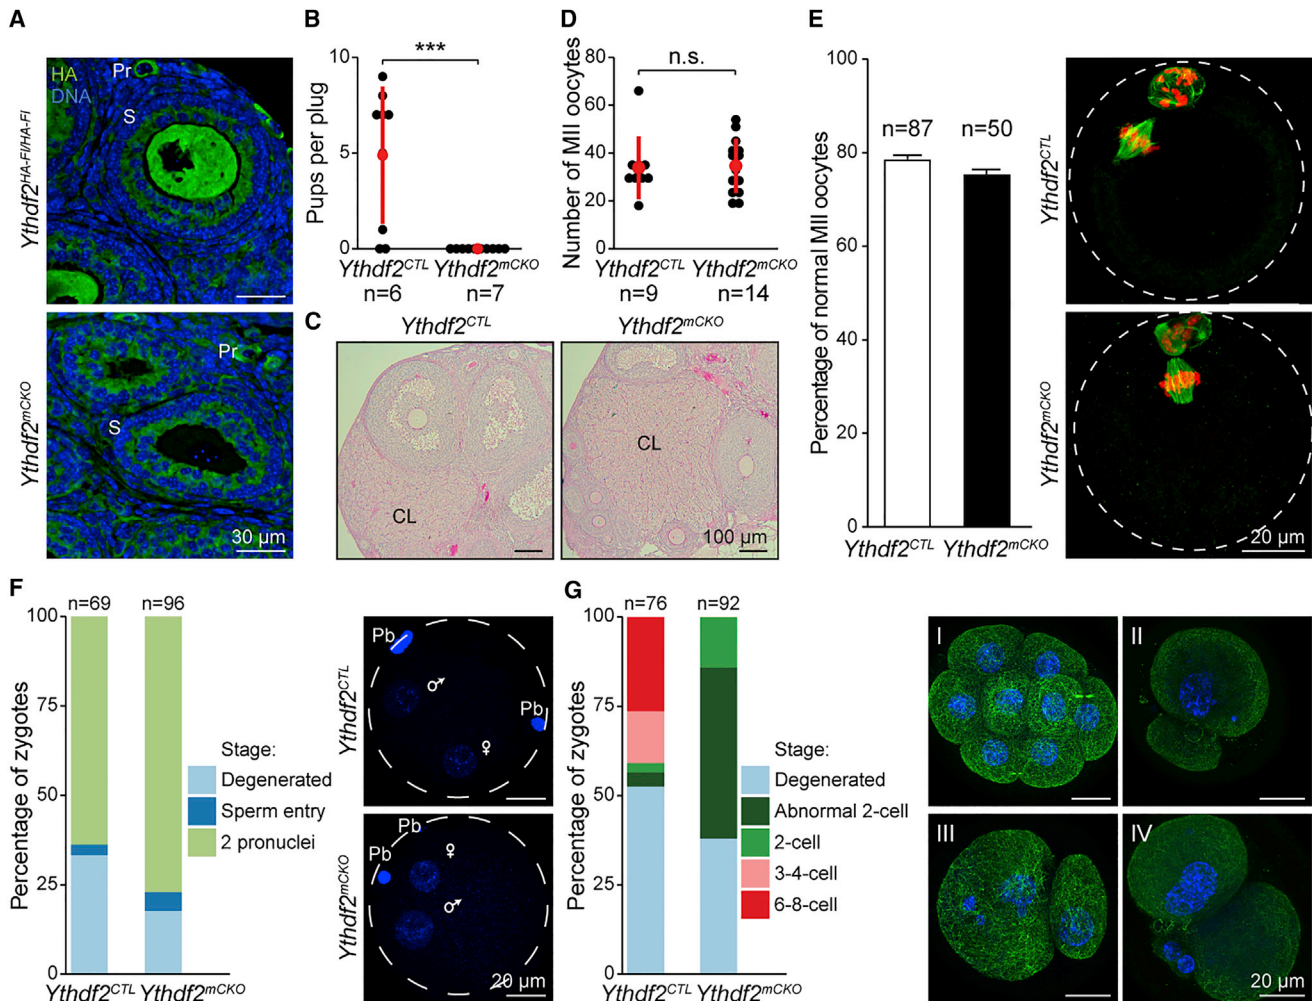 A
HA
DNA
Pr
S
Ythdf2HA-Fl/HA-Fl
Pr
S
Ythdf2mCKO
30 µm
B
***
Pups per plug
10
5
0
Ythdf2CTL Ythdf2mCKO
n=6 n=7
C
Ythdf2CTL Ythdf2mCKO
CL
CL
100 µm
D
n.s.
Number of MII oocytes
80
60
40
20
0
Ythdf2CTL Ythdf2mCKO
n=9 n=14
E
Percentage of normal MII oocytes
100
80
60
40
20
0
n=87 n=50
Ythdf2CTL Ythdf2mCKO
Ythdf2CTL
Ythdf2mCKO
20 µm
F
n=69 n=96
Percentage of zygotes
100
75
50
25
0
Ythdf2CTL Ythdf2mCKO
Stage:
Degenerated
Sperm entry
2 pronuclei
Ythdf2CTL
Pb
♂
Pb
♀
Ythdf2mCKO
Pb
Pb
♀
♂
20 µm
G
n=76 n=92
Percentage of zygotes
100
75
50
25
0
Ythdf2CTL Ythdf2mCKO
Stage:
Degenerated
Abnormal 2-cell
2-cell
3-4-cell
6-8-cell
I
II
III
IV
20 µm